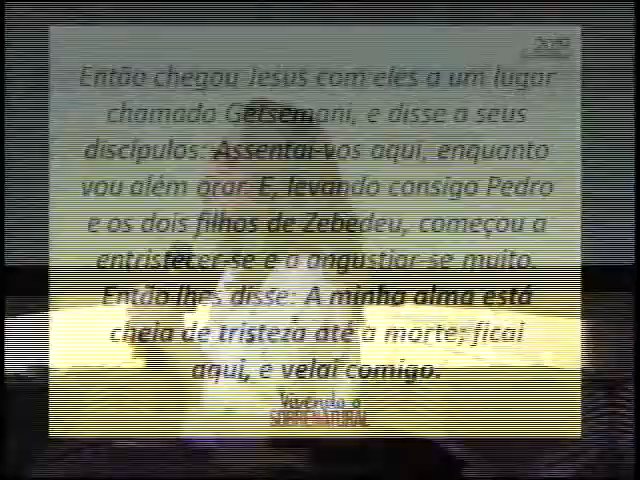 2019
Então chegou Jesus com eles a um lugar
chamado Getsemani, e disse a seus
discípulos: Assentai-vos aqui, enquanto
vou além orar. E, levando consigo Pedro
e os dois filhos de Zebedeu, começou a
entristecer-se e a angustiar-se muito.
Então lhes disse: A minha alma está
cheia de tristeza até a morte; ficai
aqui, e velai comigo.
Vivendo o
SOBRENATURAL